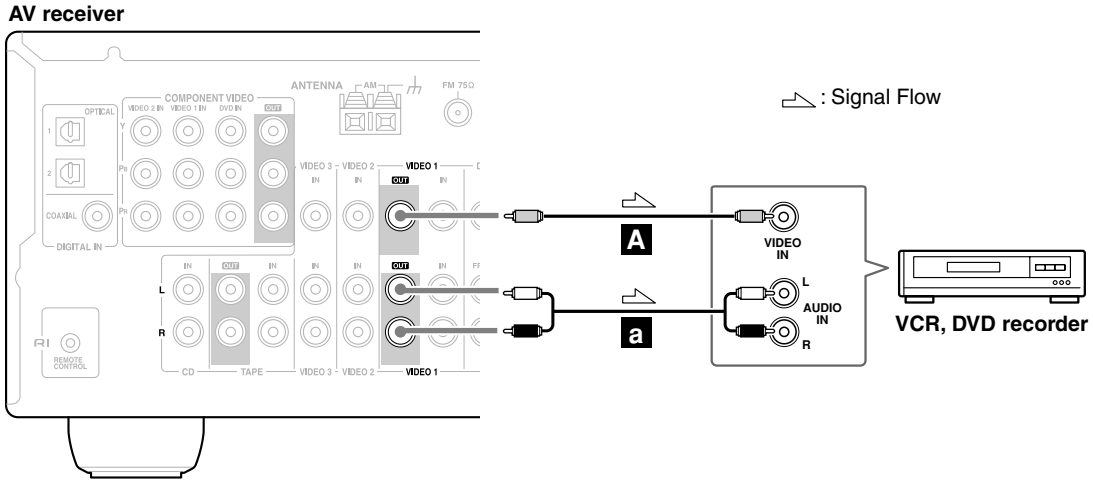 AV receiver
ANTENNA
AM
FM 75Ω
: Signal Flow
COMPONENT VIDEO
VIDEO 2 IN VIDEO 1 IN DVD IN OUT
OPTICAL
1
2
Y
PB
PR
COAXIAL
DIGITAL IN
VIDEO 3 VIDEO 2 VIDEO 1 D
IN IN OUT IN
A
VIDEO
IN
IN OUT IN IN IN OUT IN FR
L
R
a
L
AUDIO
IN
R
VCR, DVD recorder
RI
REMOTE
CONTROL
CD TAPE VIDEO 3 VIDEO 2 VIDEO 1